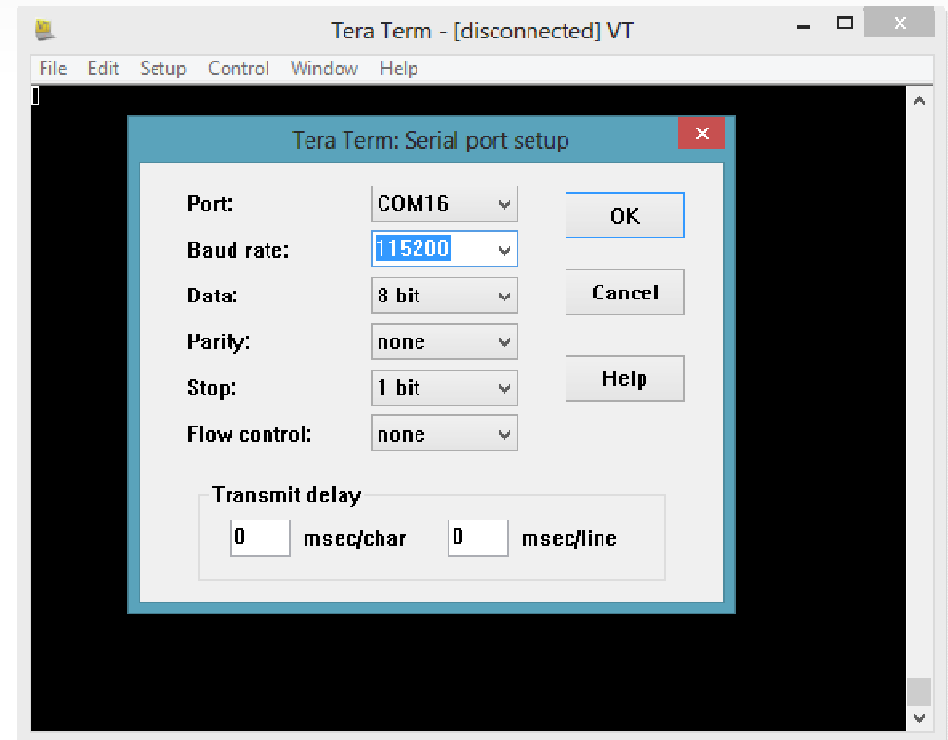 Tera Term - [disconnected] VT
File Edit Setup Control Window Help
Tera Term: Serial port setup
Port: COM16
OK
Baud rate: 115200
Data: 8 bit
Cancel
Parity: none
Stop: 1 bit
Help
Flow control: none
Transmit delay
0 msec/char 0 msec/line